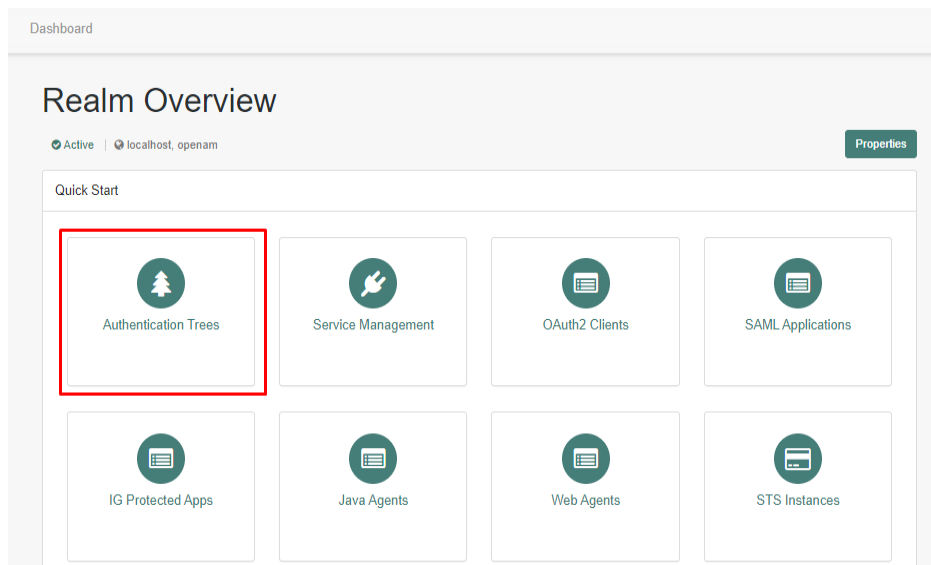 Dashboard
Realm Overview
Active | localhost, openam
Properties
Quick Start
Authentication Trees
Service Management
OAuth2 Clients
SAML Applications
IG Protected Apps
Java Agents
Web Agents
STS Instances